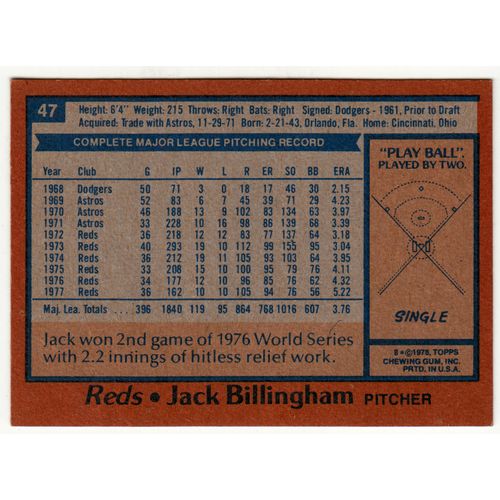 47
Height: 6'4" Weight: 215 Throws: Right Bats: Right Signed: Dodgers - 1961, Prior to Draft
Acquired: Trade with Astros, 11-29-71 Born: 2-21-43, Orlando, Fla. Home: Cincinnati, Ohio
COMPLETE MAJOR LEAGUE PITCHING RECORD
Year Club G IP W L R ER SO BB ERA
1968 Dodgers 50 71 3 0 18 17 46 30 2.15
1969 Astros 52 83 6 7 45 39 71 29 4.23
1970 Astros 46 188 13 9 102 83 134 63 3.97
1971 Astros 33 228 10 16 98 86 139 68 3.39
1972 Reds 36 218 12 12 83 77 137 64 3.18
1973 Reds 40 293 19 10 112 99 155 95 3.04
1974 Reds 36 212 19 11 105 93 103 64 3.95
1975 Reds 33 208 15 10 100 95 79 76 4.11
1976 Reds 34 177 12 10 96 85 76 62 4.32
1977 Reds 36 162 10 10 105 94 76 56 5.22
Maj. Lea. Totals 396 1840 119 95 864 768 1016 607 3.76
Jack won 2nd game of 1976 World Series
with 2.2 innings of hitless relief work.
"PLAY BALL".
PLAYED BY TWO.
SINGLE
©1978, TOPPS
CHEWING GUM, INC.
PRTD. IN U.S.A.
Reds • Jack Billingham PITCHER